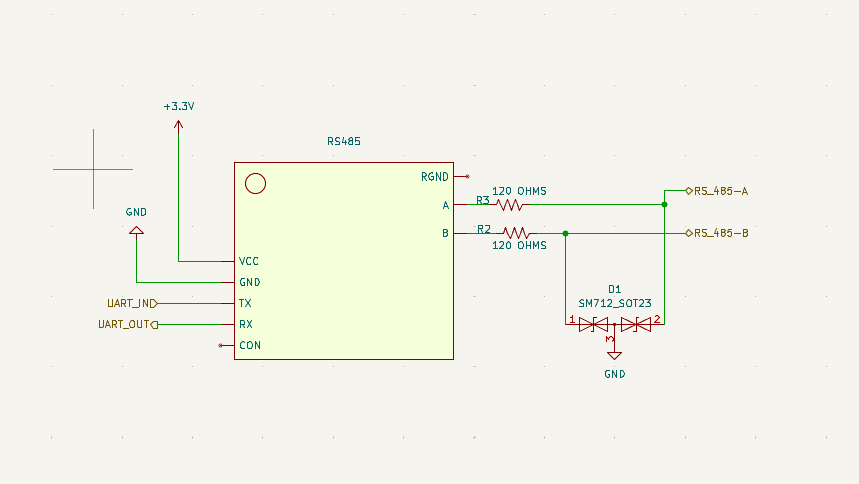 +3.3V
RS485
RGND
120 OHMS
RS_485-A
R3
A
GND
R2
B
RS_485-B
120 OHMS
VCC
GND
D1
UART_IN
TX
SM712_SOT23
UART_OUT
RX
1
2
3
CON
GND